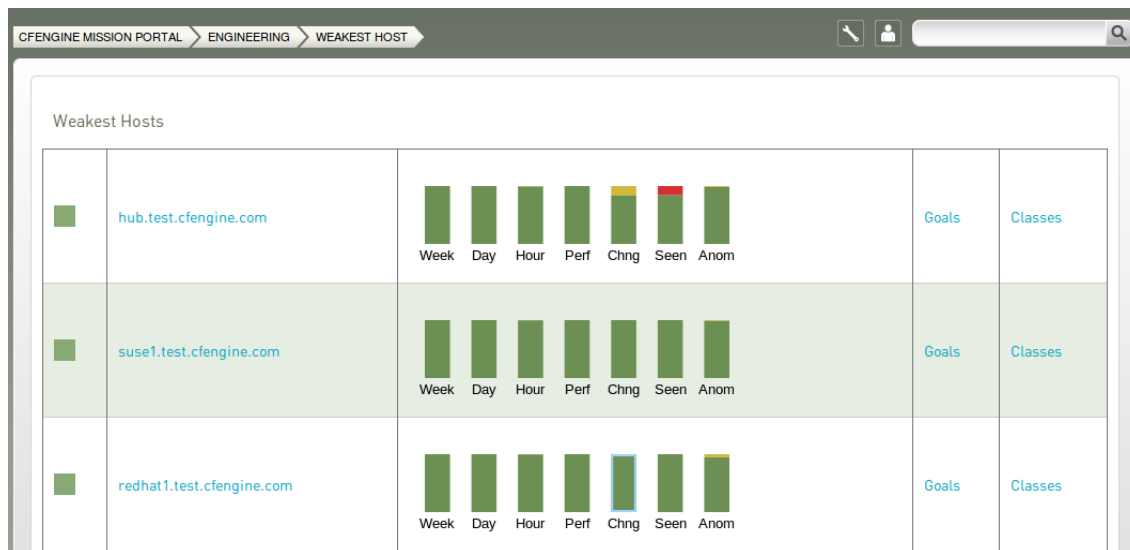 CFENGINE MISSION PORTAL ENGINEERING WEAKEST HOST
Weakest Hosts
hub.test.cfengine.com Goals Classes
Week Day Hour Perf Chng Seen Anom
suse1.test.cfengine.com Goals Classes
Week Day Hour Perf Chng Seen Anom
redhat1.test.cfengine.com Goals Classes
Week Day Hour Perf Chng Seen Anom